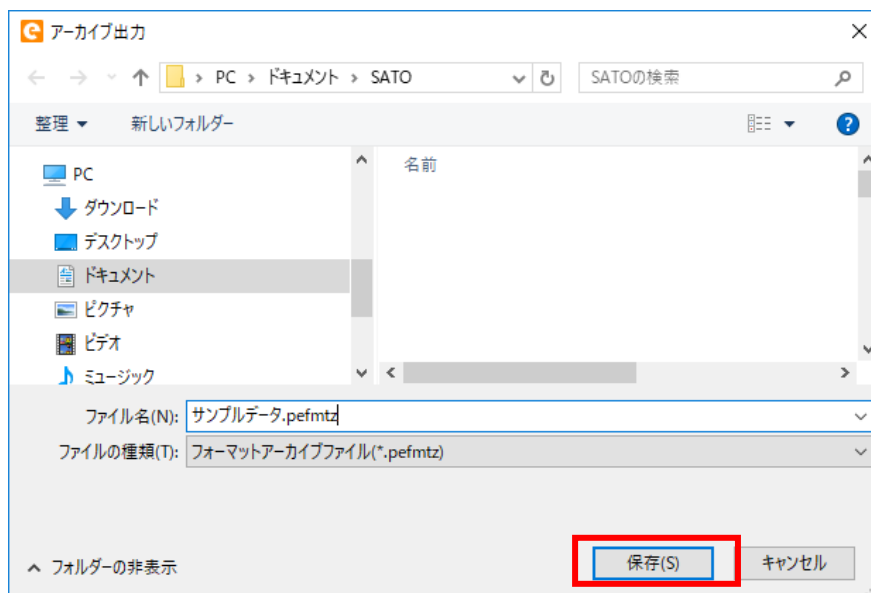 アーカイブ出力
PC › ドキュメント › SATO
SATOの検索
整理 新しいフォルダー
PC
ダウンロード
デスクトップ
ドキュメント
ピクチャ
ビデオ
ミュージック
名前
ファイル名(N): サンプルデータ.pefmtz
ファイルの種類(T): フォーマットアーカイブファイル(*.pefmtz)
フォルダーの非表示
保存(S) キャンセル